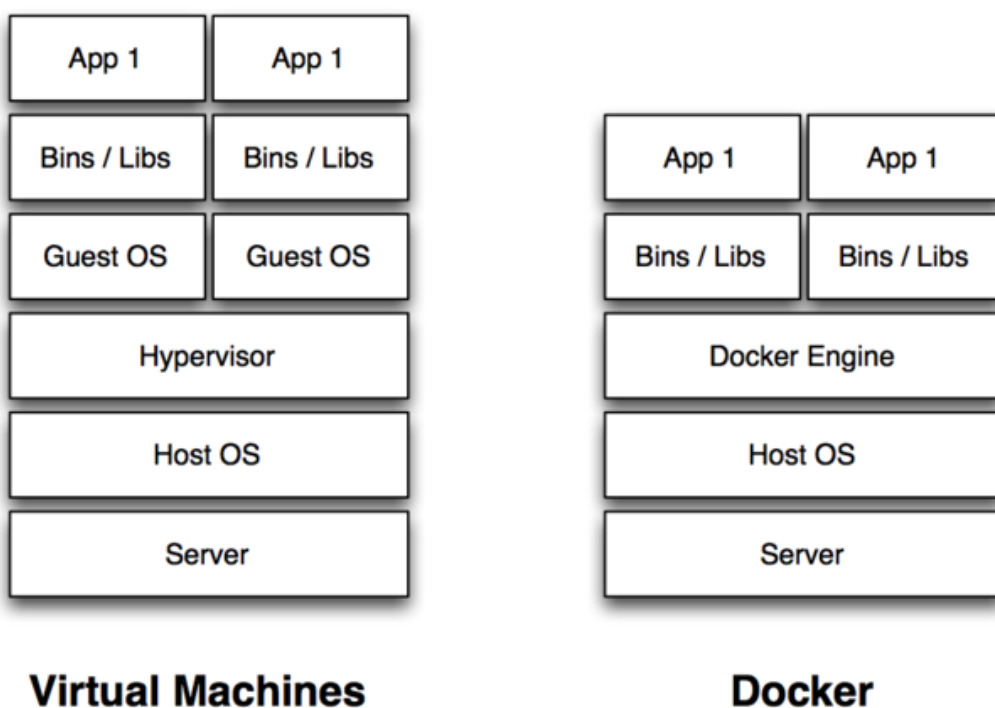 App 1 App 1
Bins / Libs Bins / Libs App 1 App 1
Guest OS Guest OS Bins / Libs Bins / Libs
Hypervisor Docker Engine
Host OS Host OS
Server Server
Virtual Machines Docker